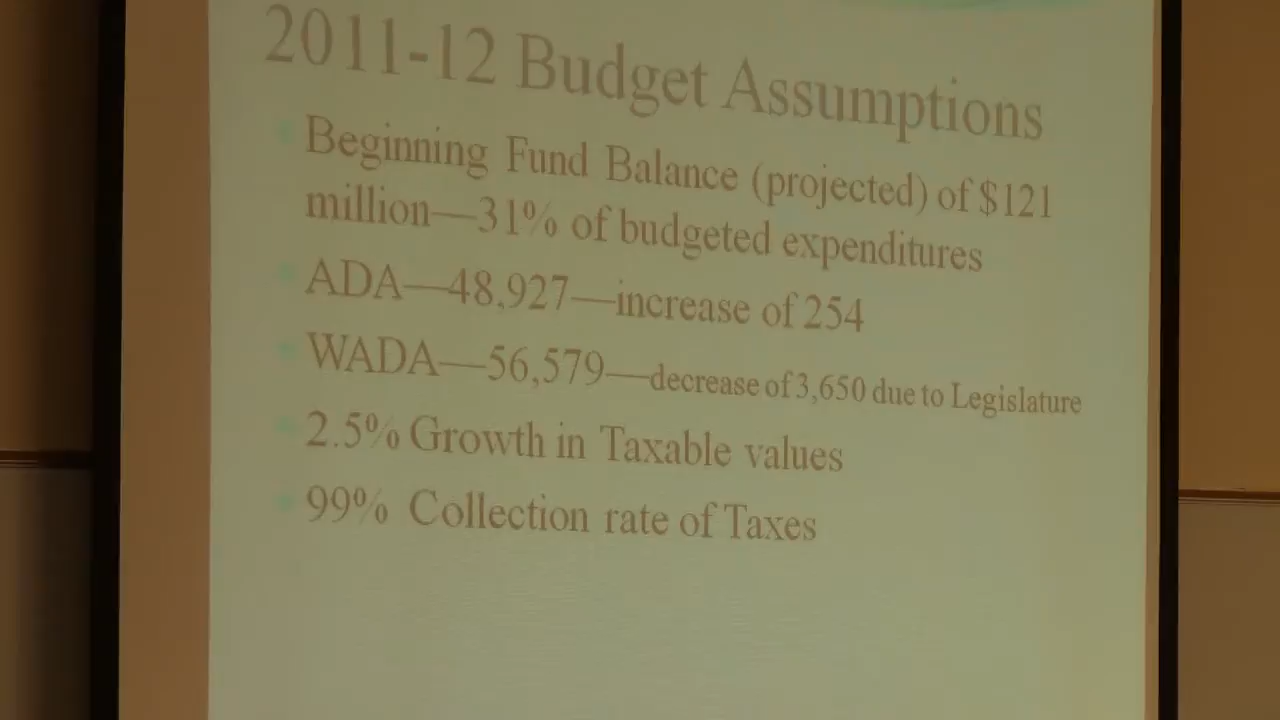 2011-12 Budget Assumptions
Beginning Fund Balance (projected) of $121
million—31% of budgeted expenditures
ADA—48,927—increase of 254
WADA—56,579—decrease of 3,650 due to Legislature
2.5% Growth in Taxable values
99% Collection rate of Taxes